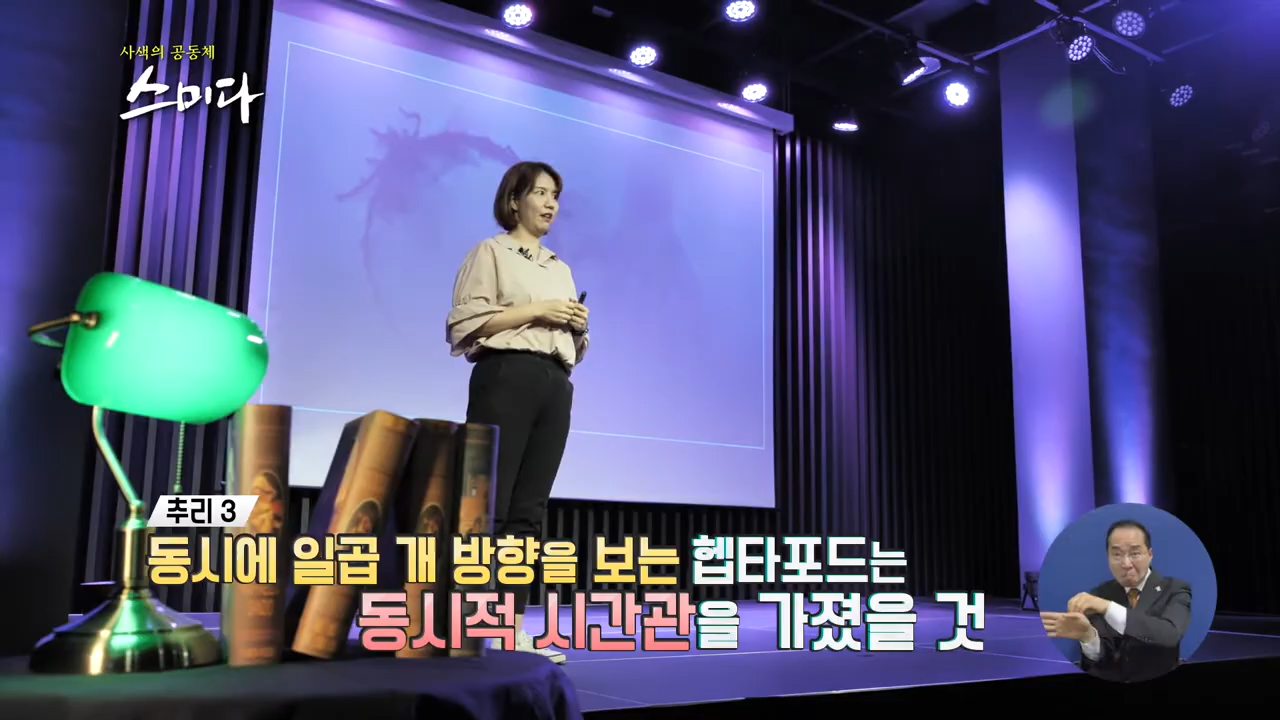 사색의 공동체
스미다
추리 3
동시에 일곱 개 방향을 보는 헵타포드는
동시적 시간관을 가졌을 것